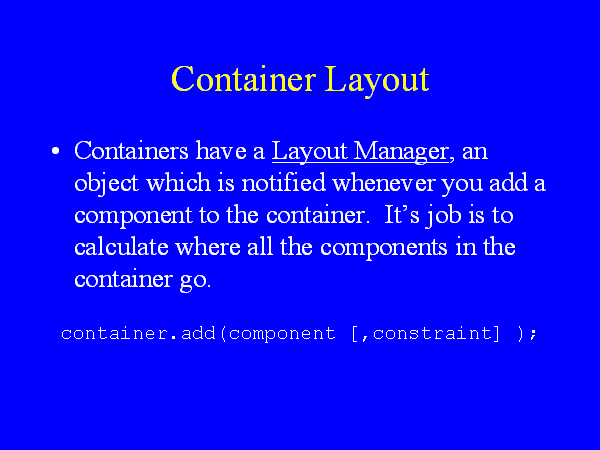 Container Layout
• Containers have a Layout Manager, an
object which is notified whenever you add a
component to the container.  It’s job is to
calculate where all the components in the
container go.
container.add(component [,constraint] );